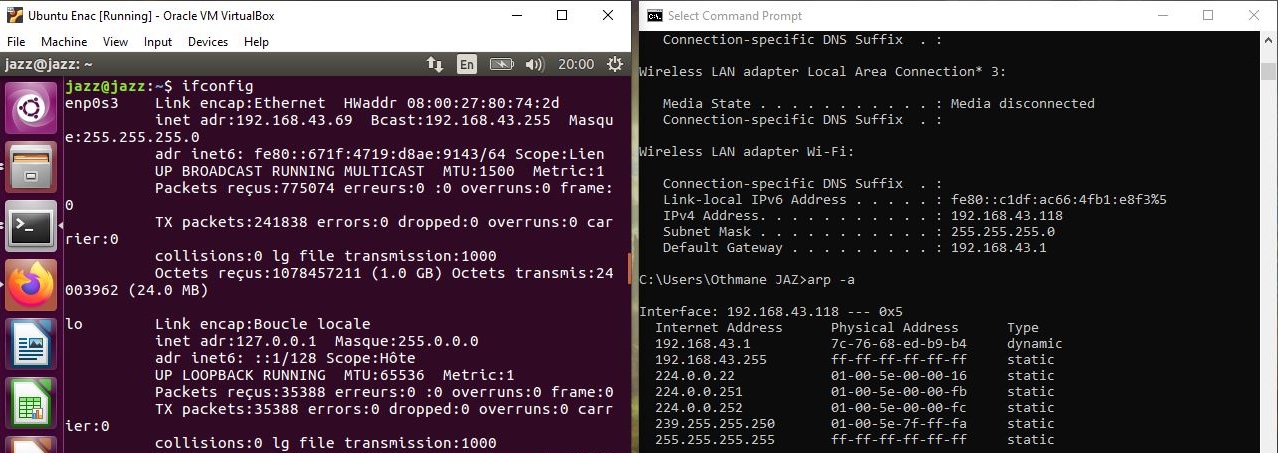 Ubuntu Enac [Running] - Oracle VM VirtualBox
File Machine View Input Devices Help
jazz@jazz: ~ En 20:00
jazz@jazz:~$ ifconfig
enp0s3 Link encap:Ethernet HWaddr 08:00:27:80:74:2d
inet adr:192.168.43.69 Bcast:192.168.43.255 Masqu
e:255.255.255.0
adr inet6: fe80::671f:4719:d8ae:9143/64 Scope:Lien
UP BROADCAST RUNNING MULTICAST MTU:1500 Metric:1
Packets reçus:775074 erreurs:0 :0 overruns:0 frame:
0
TX packets:241838 errors:0 dropped:0 overruns:0 car
rier:0
collisions:0 lg file transmission:1000
Octets reçus:1078457211 (1.0 GB) Octets transmis:24
003962 (24.0 MB)
lo Link encap:Boucle locale
inet adr:127.0.0.1 Masque:255.0.0.0
adr inet6: ::1/128 Scope:Hôte
UP LOOPBACK RUNNING MTU:65536 Metric:1
Packets reçus:35388 erreurs:0 :0 overruns:0 frame:0
TX packets:35388 errors:0 dropped:0 overruns:0 carr
ier:0
collisions:0 lg file transmission:1000
Select Command Prompt
Connection-specific DNS Suffix . :
Wireless LAN adapter Local Area Connection* 3:
Media State . . . . . . . . . . . : Media disconnected
Connection-specific DNS Suffix . :
Wireless LAN adapter Wi-Fi:
Connection-specific DNS Suffix . :
Link-local IPv6 Address . . . . . : fe80::c1df:ac66:4fb1:e8f3%5
IPv4 Address. . . . . . . . . . . : 192.168.43.118
Subnet Mask . . . . . . . . . . . : 255.255.255.0
Default Gateway . . . . . . . . . : 192.168.43.1
C:\Users\Othmane JAZ>arp -a
Interface: 192.168.43.118 --- 0x5
Internet Address Physical Address Type
192.168.43.1 7c-76-68-ed-b9-b4 dynamic
192.168.43.255 ff-ff-ff-ff-ff-ff static
224.0.0.22 01-00-5e-00-00-16 static
224.0.0.251 01-00-5e-00-00-fb static
224.0.0.252 01-00-5e-00-00-fc static
239.255.255.250 01-00-5e-7f-ff-fa static
255.255.255.255 ff-ff-ff-ff-ff-ff static